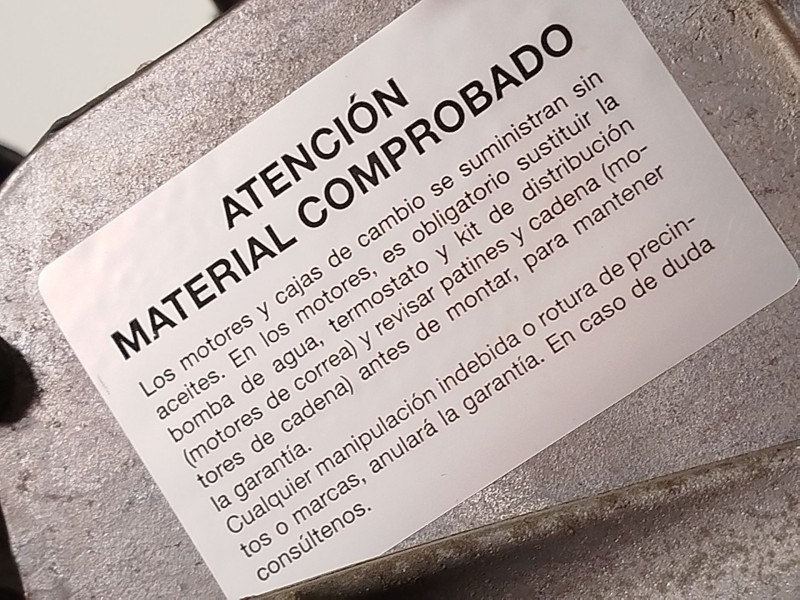 ATENCIÓN
MATERIAL COMPROBADO
Los motores y cajas de cambio se suministran sin
aceites. En los motores, es obligatorio sustituir la
bomba de agua, termostato y kit de distribución
(motores de correa) y revisar patines y cadena (mo-
tores de cadena) antes de montar, para mantener
la garantía.
Cualquier manipulación indebida o rotura de precin-
tos o marcas, anulará la garantía. En caso de duda
consúltenos.